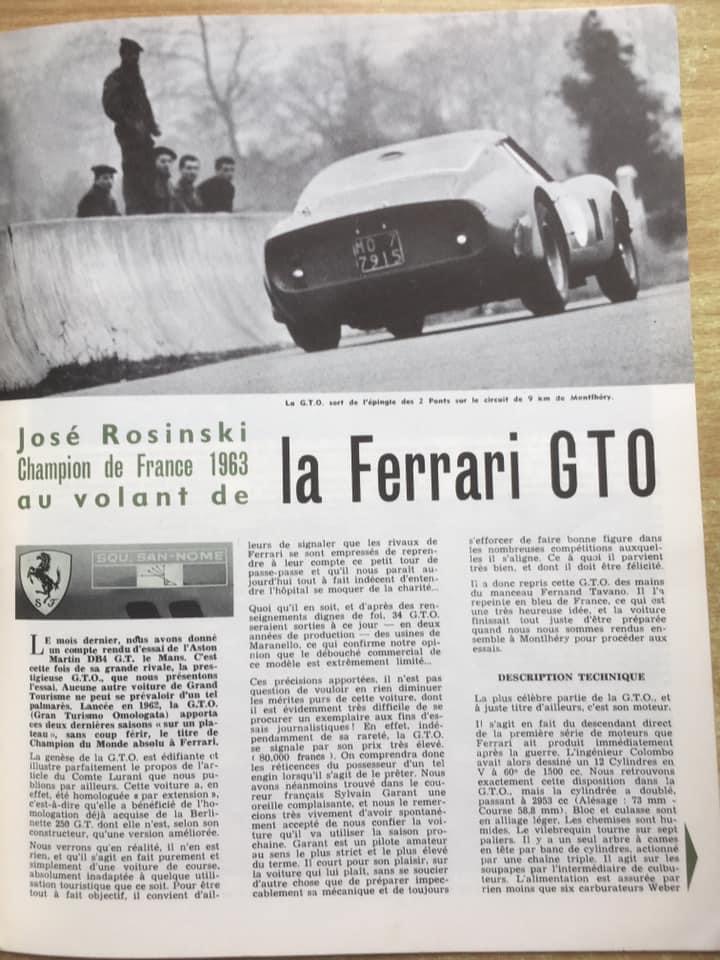 MO 7
7915
La G.T.O. sort de l'épingle des 2 Ponts sur le circuit de 9 km de Montlhéry.
José Rosinski
Champion de France 1963
au volant de
la Ferrari GTO
S F
SQU. SAN-NOME
LE mois dernier, nous avons donné
un compte rendu d'essai de l'Aston
Martin DB4 G.T. le Mans. C'est
cette fois de sa grande rivale, la pres-
tigieuse G.T.O., que nous présentons
l'essai. Aucune autre voiture de Grand
Tourisme ne peut se prévaloir d'un tel
palmarès. Lancée en 1962, la G.T.O.
(Gran Turismo Omologata) apporta
ces deux dernières saisons « sur un pla-
teau », sans coup férir, le titre de
Champion du Monde absolu à Ferrari.
La genèse de la G.T.O. est édifiante et
illustre parfaitement le propos de l'ar-
ticle du Comte Lurani que nous pu-
blions par ailleurs. Cette voiture a, en
effet, été homologuée « par extension »,
c'est-à-dire qu'elle a bénéficié de l'ho-
mologation déjà acquise de la Berli-
nette 250 G.T. dont elle n'est, selon son
constructeur, qu'une version améliorée.
Nous verrons qu'en réalité, il n'en est
rien, et qu'il s'agit en fait purement et
simplement d'une voiture de course,
absolument inadaptée à quelque utili-
sation touristique que ce soit. Pour être
tout à fait objectif, il convient d'ail-
leurs de signaler que les rivaux de
Ferrari se sont empressés de repren-
dre à leur compte ce petit tour de
passe-passe et qu'il nous paraît au-
jourd'hui tout à fait indécent d'enten-
dre l'hôpital se moquer de la charité...
Quoi qu'il en soit, et d'après des ren-
seignements dignes de foi, 34 G.T.O.
seraient sorties à ce jour — en deux
années de production — des usines de
Maranello, ce qui confirme notre opi-
nion que le débouché commercial de
ce modèle est extrêmement limité...
Ces précisions apportées, il n'est pas
question de vouloir en rien diminuer
les mérites purs de cette voiture, dont
il est évidemment très difficile de se
procurer un exemplaire aux fins d'es-
sais journalistiques ! En effet, indé-
pendamment de sa rareté, la G.T.O.
se signale par son prix très élevé.
( 80.000 francs ). On comprendra donc
les réticences du possesseur d'un tel
engin lorsqu'il s'agit de le prêter. Nous
avons néanmoins trouvé dans le cou-
reur français Sylvain Garant une
oreille complaisante, et nous le remer-
cions très vivement d'avoir spontané-
ment accepté de nous confier la voi-
ture qu'il va utiliser la saison pro-
chaine. Garant est un pilote amateur
au sens le plus strict et le plus élevé
du terme. Il court pour son plaisir, sur
la voiture qui lui plaît, sans se soucier
d'autre chose que de préparer impec-
cablement sa mécanique et de toujours
s'efforcer de faire bonne figure dans
les nombreuses compétitions auxquel-
les il s'aligne. Ce à quoi il parvient
très bien, et dont il doit être félicité.
Il a donc repris cette G.T.O. des mains
du manceau Fernand Tavano. Il l'a
repeinte en bleu de France, ce qui est
une très heureuse idée, et la voiture
finissait tout juste d'être préparée
quand nous nous sommes rendus en-
semble à Montlhéry pour procéder aux
essais.
DESCRIPTION TECHNIQUE
La plus célèbre partie de la G.T.O., et
à juste titre d'ailleurs, c'est son moteur.
Il s'agit en fait du descendant direct
de la première série de moteurs que
Ferrari ait produit immédiatement
après la guerre. L'ingénieur Colombo
avait alors dessiné un 12 Cylindres en
V à 60° de 1500 cc. Nous retrouvons
exactement cette disposition dans la
G.T.O., mais la cylindrée a doublé,
passant à 2953 cc (Alésage : 73 mm -
Course 58,8 mm). Bloc et culasse sont
en alliage léger. Les chemises sont hu-
mides. Le vilebrequin tourne sur sept
paliers. Il y a un seul arbre à cames
en tête par banc de cylindres, actionné
par une chaîne triple. Il agit sur les
soupapes par l'intermédiaire de culbu-
teurs. L'alimentation est assurée par
rien moins que six carburateurs Weber